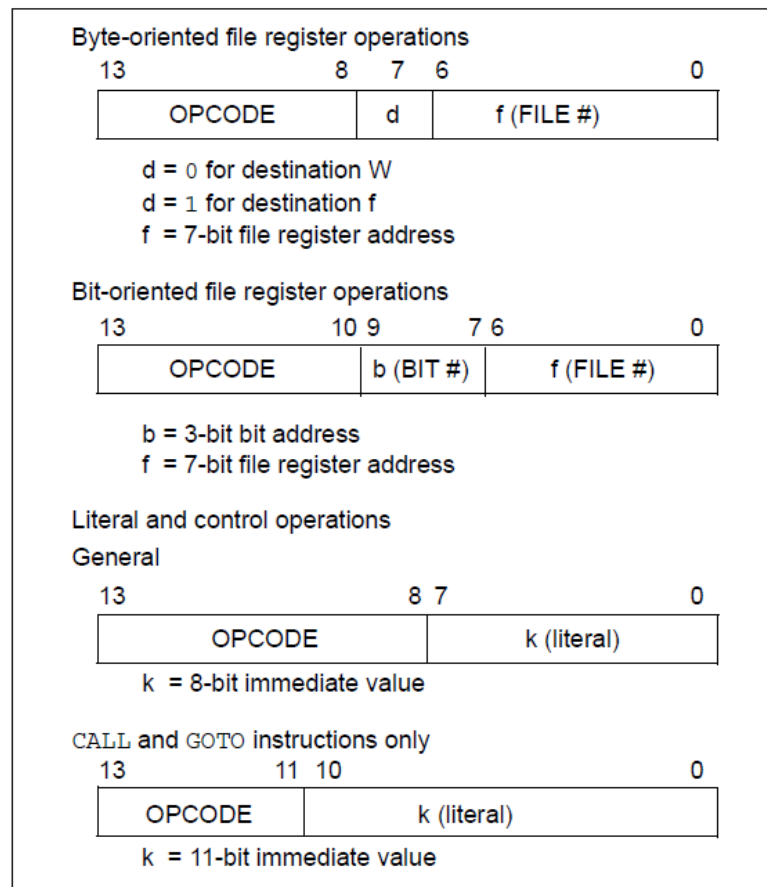 Byte-oriented file register operations
13 8 7 6 0
OPCODE d f (FILE #)
d = 0 for destination W
d = 1 for destination f
f = 7-bit file register address
Bit-oriented file register operations
13 10 9 7 6 0
OPCODE b (BIT #) f (FILE #)
b = 3-bit bit address
f = 7-bit file register address
Literal and control operations
General
13 8 7 0
OPCODE k (literal)
k = 8-bit immediate value
CALL and GOTO instructions only
13 11 10 0
OPCODE k (literal)
k = 11-bit immediate value